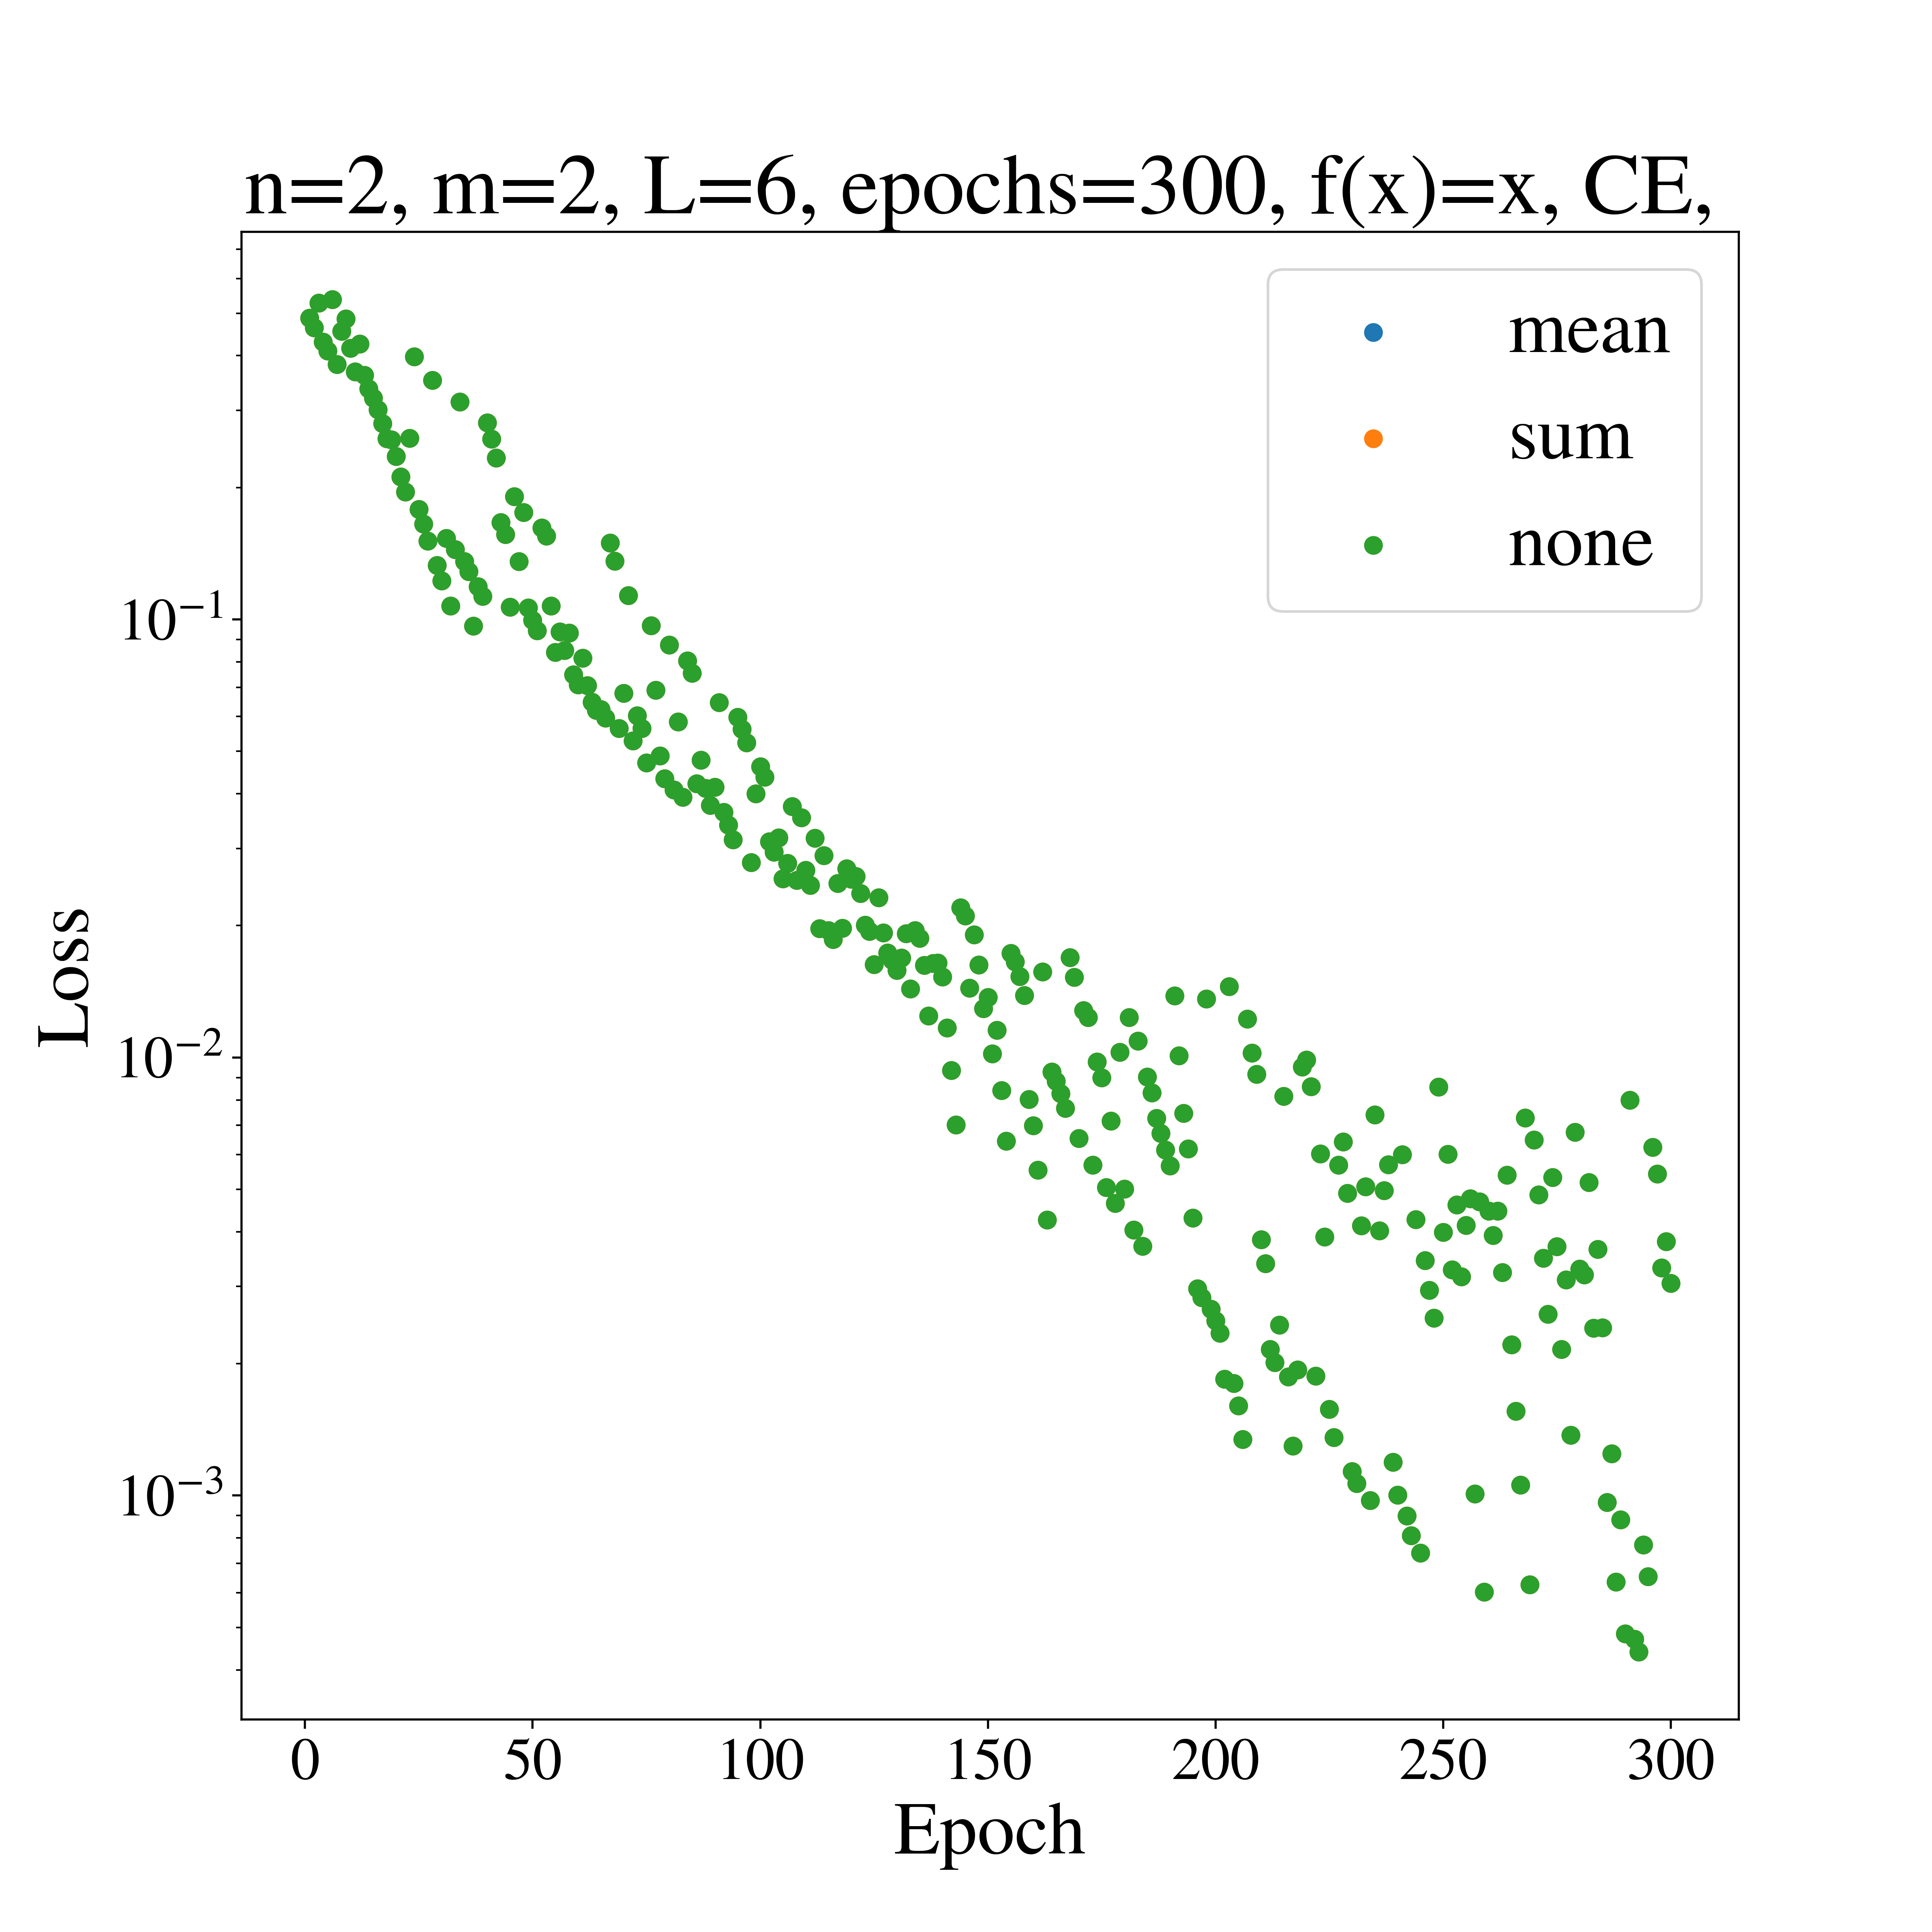 n=2, m=2, L=6, epochs=300, f(x)=x, CE,
mean
sum
none
10⁻¹
10⁻²
10⁻³
Loss
0 50 100 150 200 250 300
Epoch